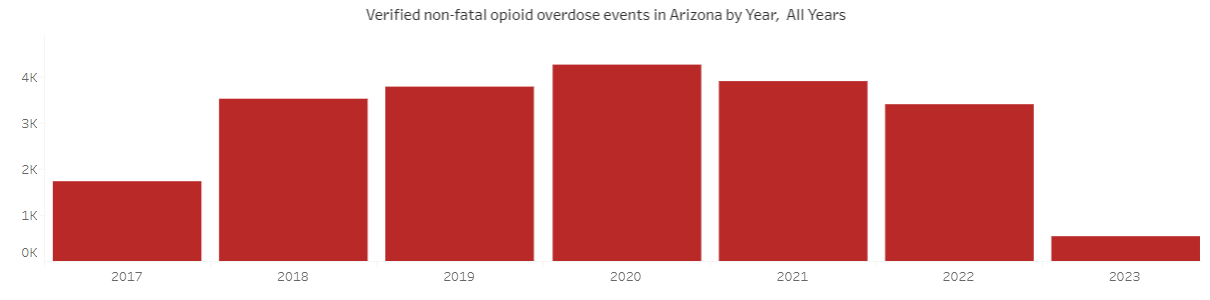 Verified non-fatal opioid overdose events in Arizona by Year,  All Years
4K
3K
2K
1K
0K
2017 2018 2019 2020 2021 2022 2023